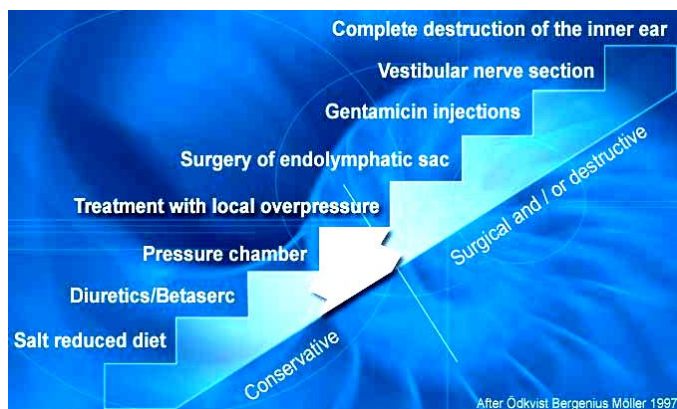 Complete destruction of the inner ear
Vestibular nerve section
Gentamicin injections
Surgery of endolymphatic sac
Treatment with local overpressure
Pressure chamber
Diuretics/Betaserc
Salt reduced diet
Conservative
Surgical and / or destructive
After Ödkvist Bergenius Möller 1997